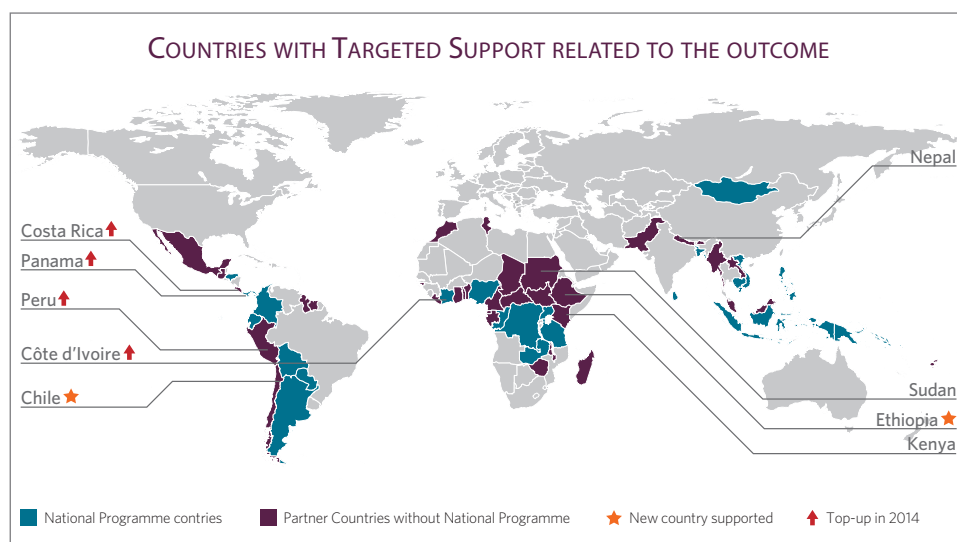 COUNTRIES WITH TARGETED SUPPORT RELATED TO THE OUTCOME
Nepal
Costa Rica
Panama
Peru
Côte d'Ivoire
Chile
Sudan
Ethiopia
Kenya
National Programme contries
Partner Countries without National Programme
New country supported
Top-up in 2014